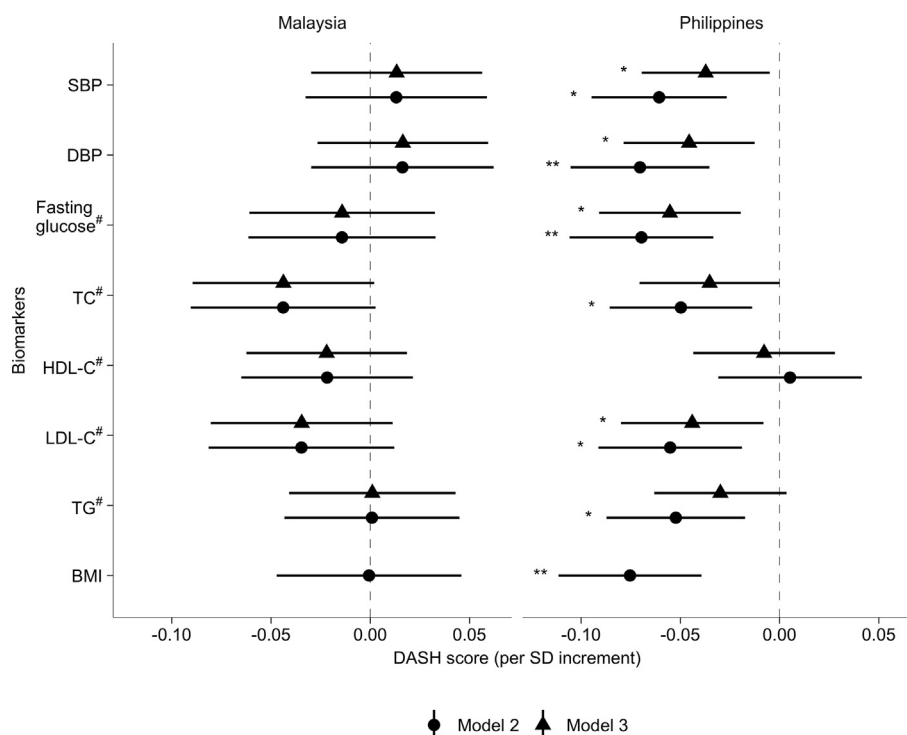 Malaysia
Philippines
SBP
*
*
DBP
*
**
Fasting
glucose#
*
**
TC#
*
HDL-C#
LDL-C#
*
*
TG#
*
BMI
**
Biomarkers
-0.10 -0.05 0.00 0.05
-0.10 -0.05 0.00 0.05
DASH score (per SD increment)
Model 2 Model 3